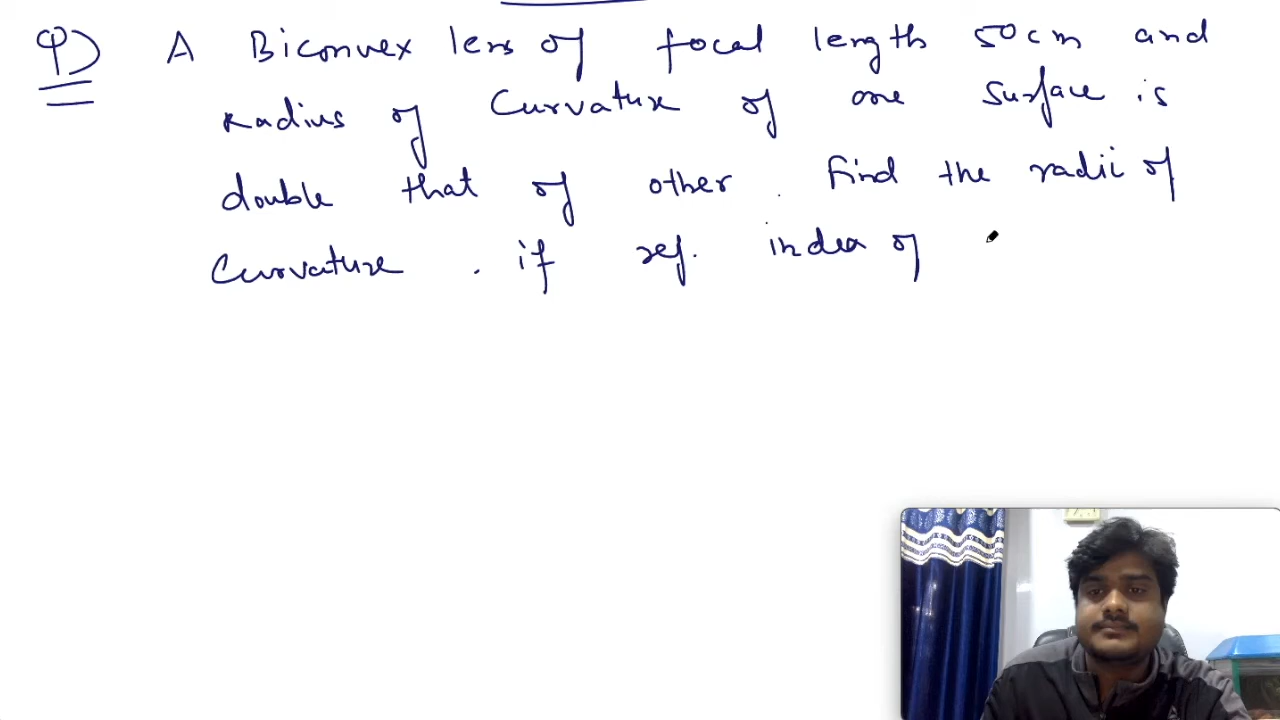 Q) A Biconvex lens of focal length 50cm and
Radius of Curvature of one surface is
double that of other. Find the radii of
Curvature. if ref. index of